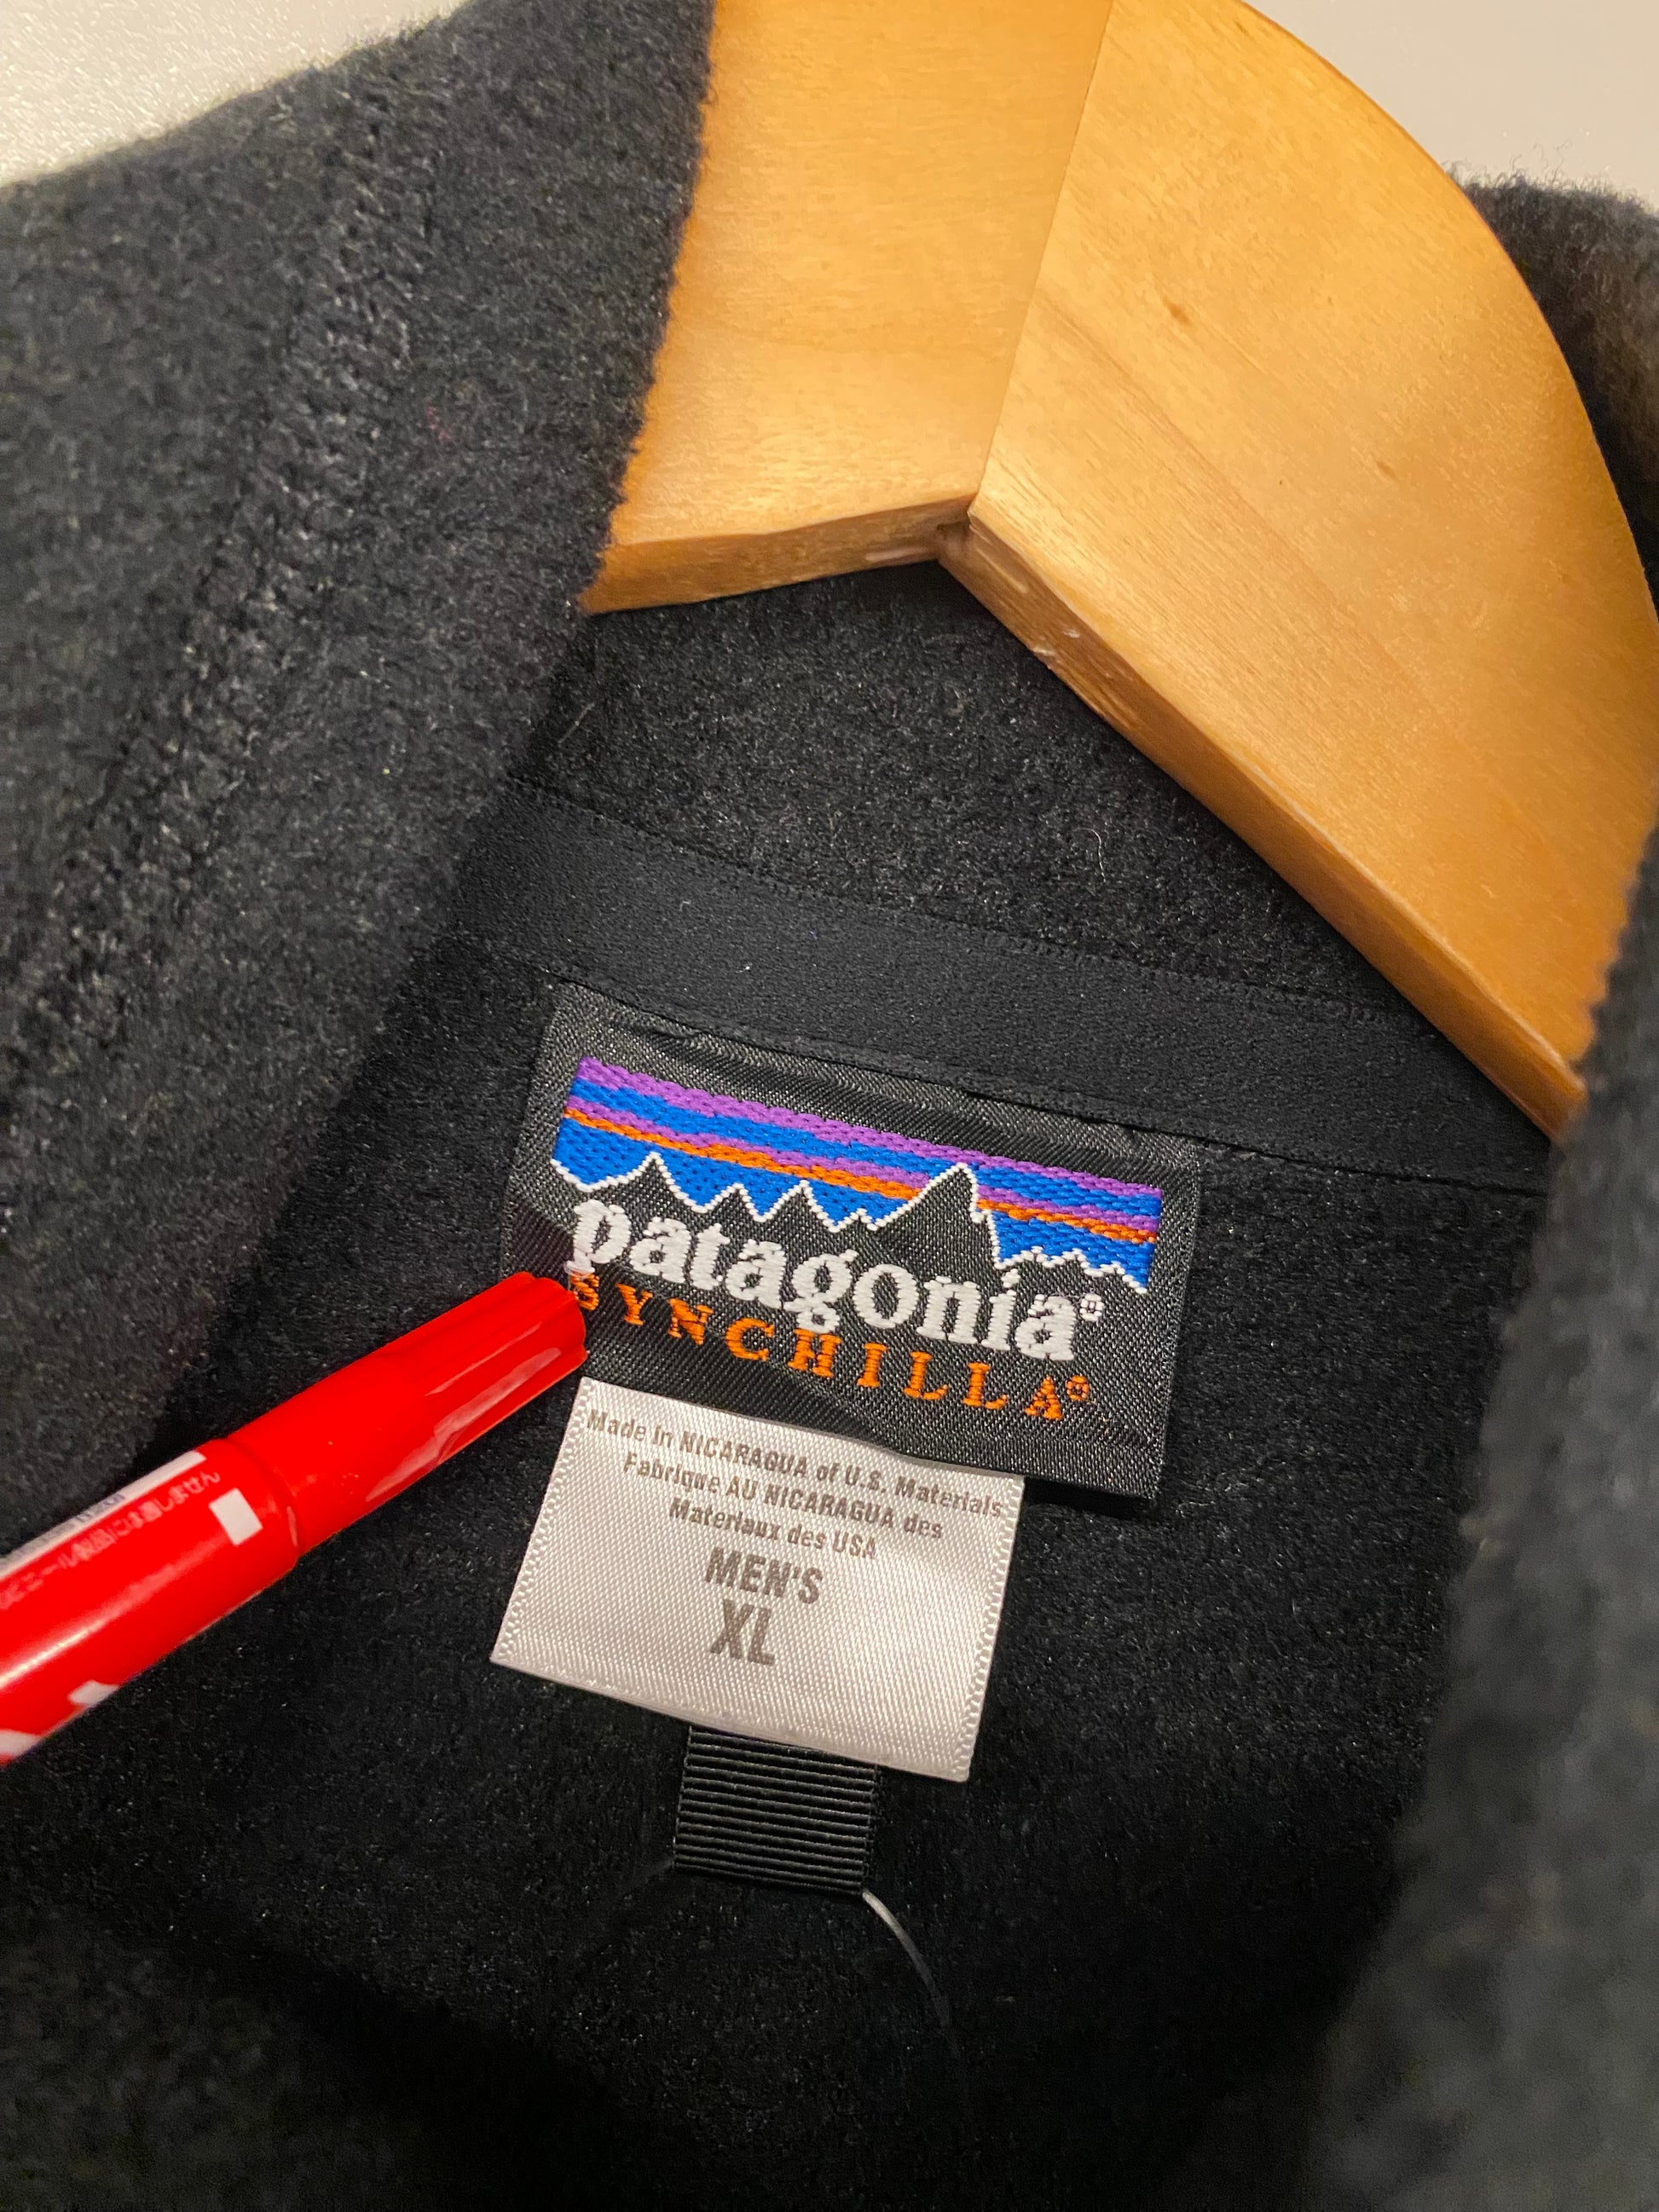 patagonia®
SYNCHILLA®
Made in NICARAGUA of U.S. Materials
Fabrique AU NICARAGUA des
Materiaux des USA
MEN'S
XL